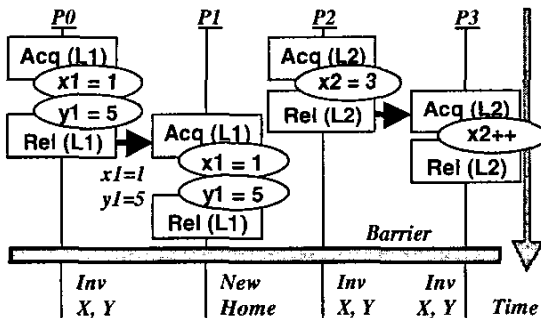 P0 P1 P2 P3
Acq (L1)
x1 = 1
y1 = 5
Rel (L1)
x1=1
y1=5
Acq (L1)
x1 = 1
y1 = 5
Rel (L1)
Acq (L2)
x2 = 3
Rel (L2)
Acq (L2)
x2++
Rel (L2)
Barrier
Inv
X, Y
New
Home
Inv
X, Y
Inv
X, Y
Time